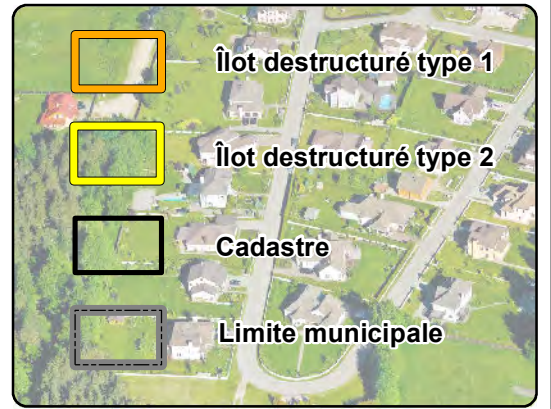 Îlot destructuré type 1
Îlot destructuré type 2
Cadastre
Limite municipale